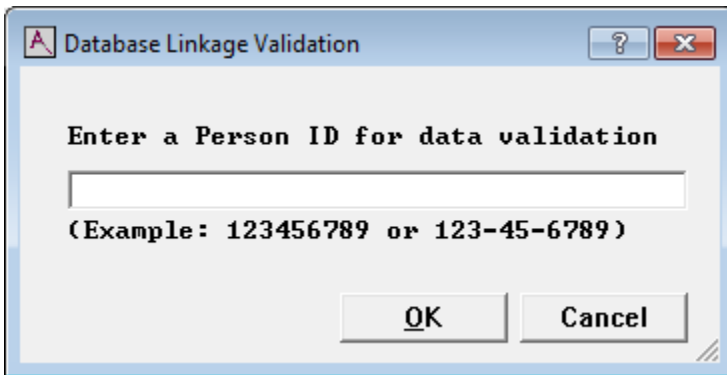 Database Linkage Validation
Enter a Person ID for data validation
(Example: 123456789 or 123-45-6789)
OK Cancel